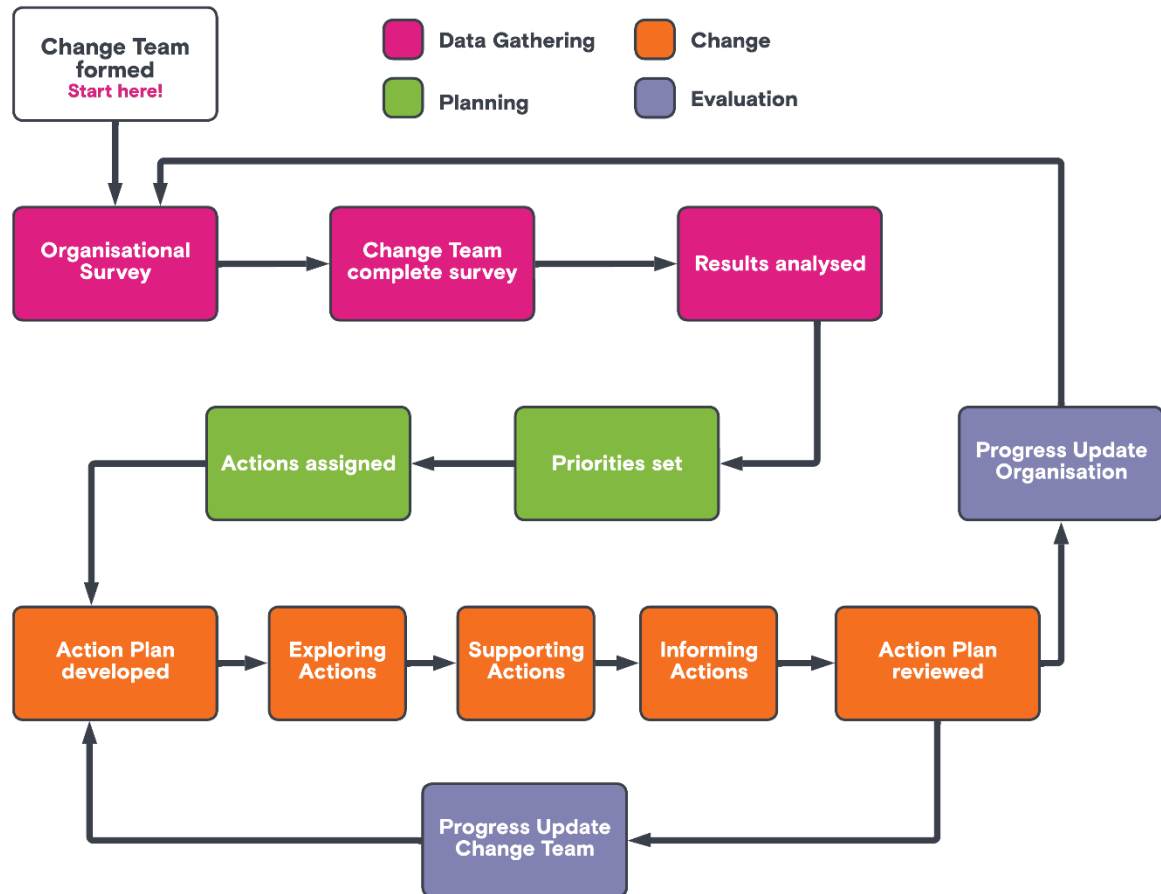 Change Team
formed
Start here!
Data Gathering
Change
Planning
Evaluation
Organisational
Survey
Change Team
complete survey
Results analysed
Actions assigned
Priorities set
Progress Update
Organisation
Action Plan
developed
Exploring
Actions
Supporting
Actions
Informing
Actions
Action Plan
reviewed
Progress Update
Change Team